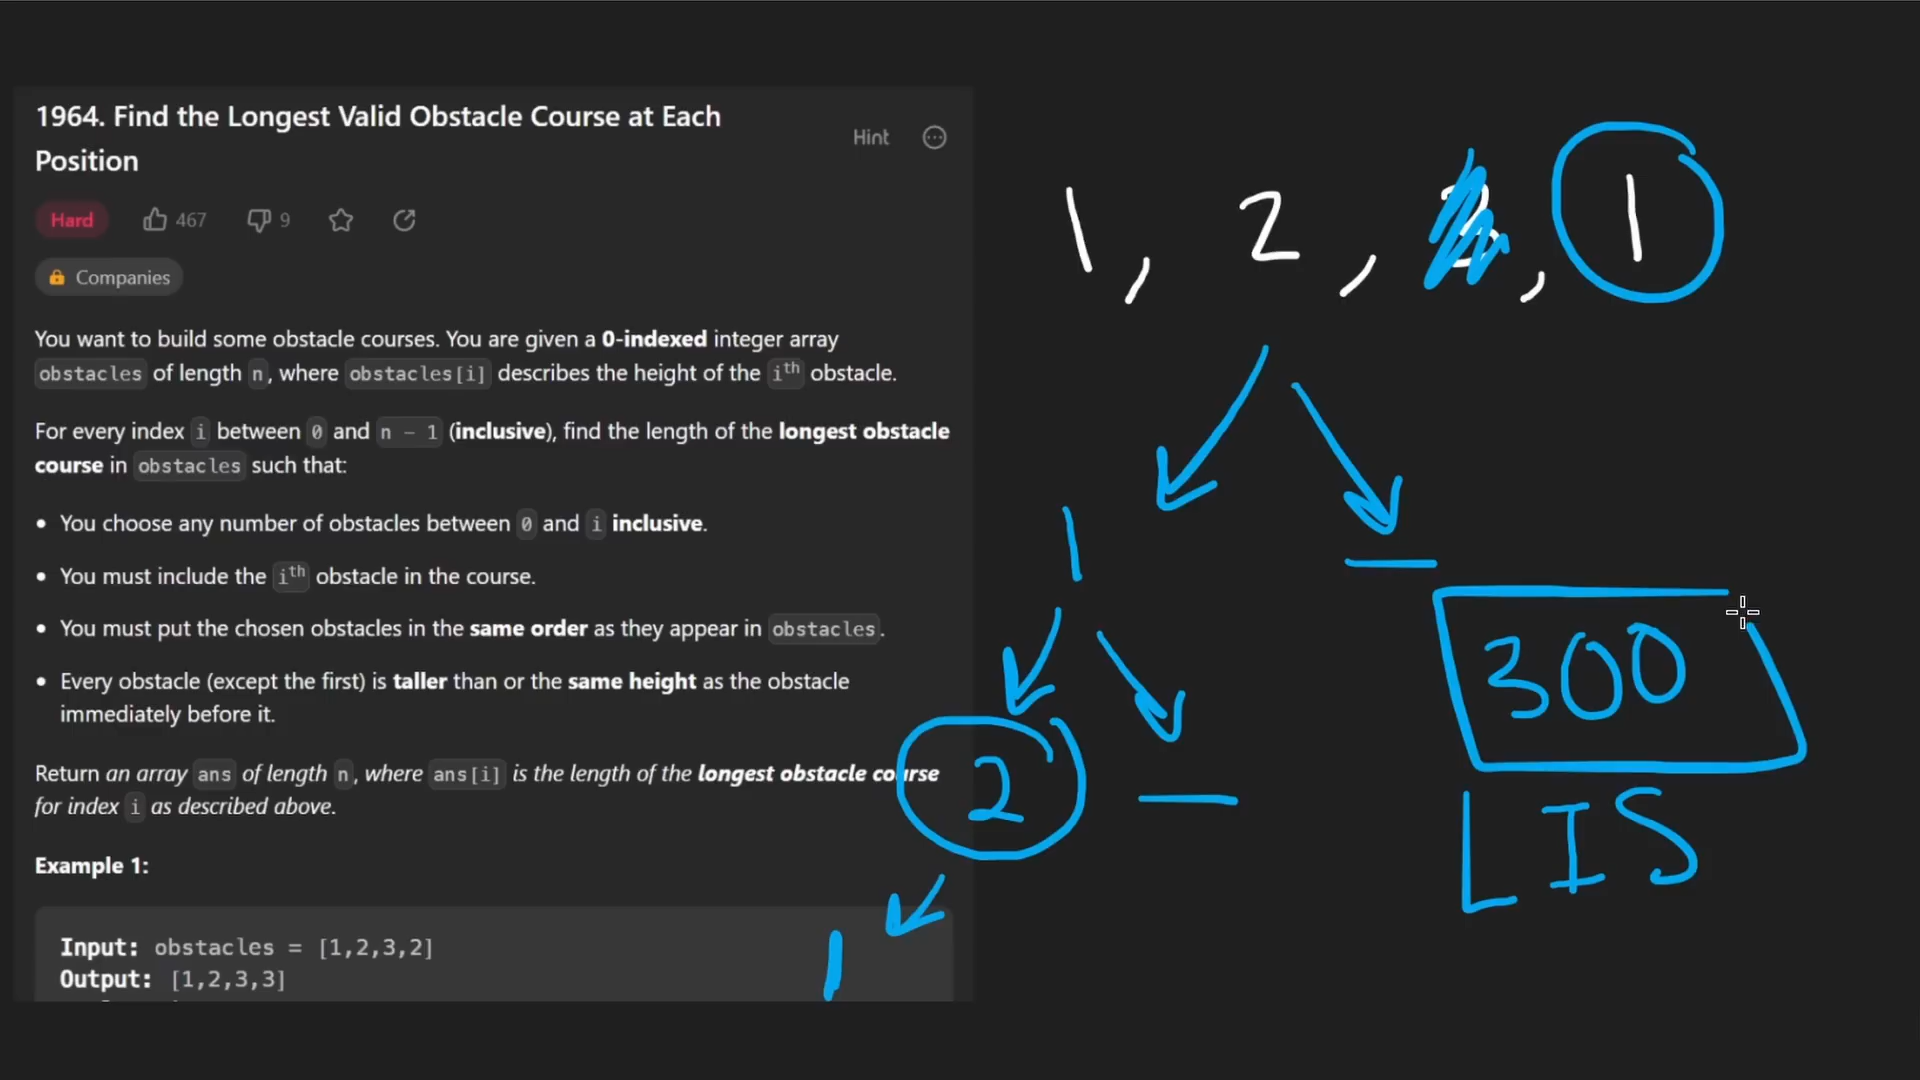 1964. Find the Longest Valid Obstacle Course at Each
Position
Hint
Hard 467 9
Companies
You want to build some obstacle courses. You are given a 0-indexed integer array
obstacles of length n, where obstacles[i] describes the height of the ith obstacle.
For every index i between 0 and n - 1 (inclusive), find the length of the longest obstacle
course in obstacles such that:
• You choose any number of obstacles between 0 and i inclusive.
• You must include the ith obstacle in the course.
• You must put the chosen obstacles in the same order as they appear in obstacles.
• Every obstacle (except the first) is taller than or the same height as the obstacle
immediately before it.
Return an array ans of length n, where ans[i] is the length of the longest obstacle course
for index i as described above.
Example 1:
Input: obstacles = [1,2,3,2]
Output: [1,2,3,3]
1, 2, , 1
1
2
1
300
LIS